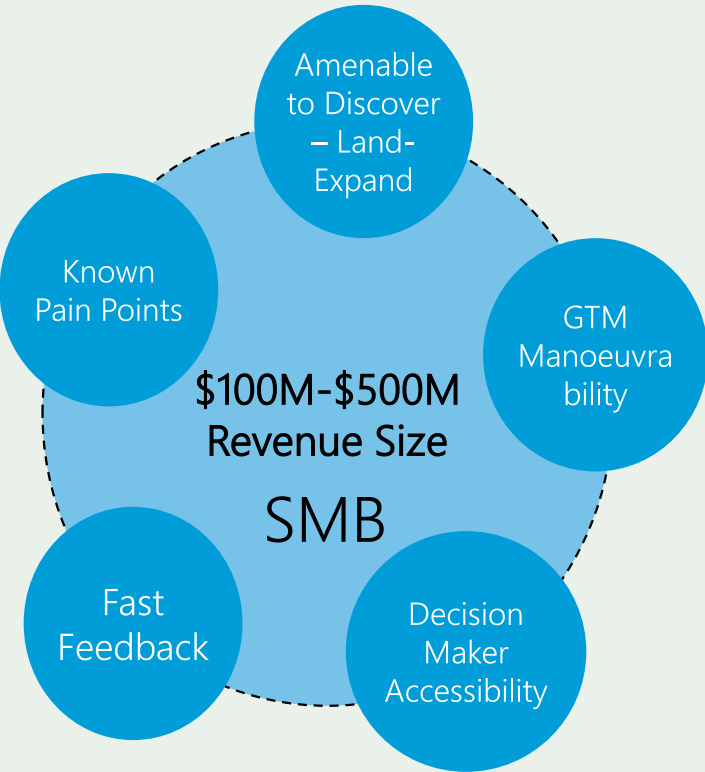 Amenable
to Discover
– Land-
Expand
Known
Pain Points
GTM
Manoeuvra
bility
$100M-$500M
Revenue Size
SMB
Fast
Feedback
Decision
Maker
Accessibility